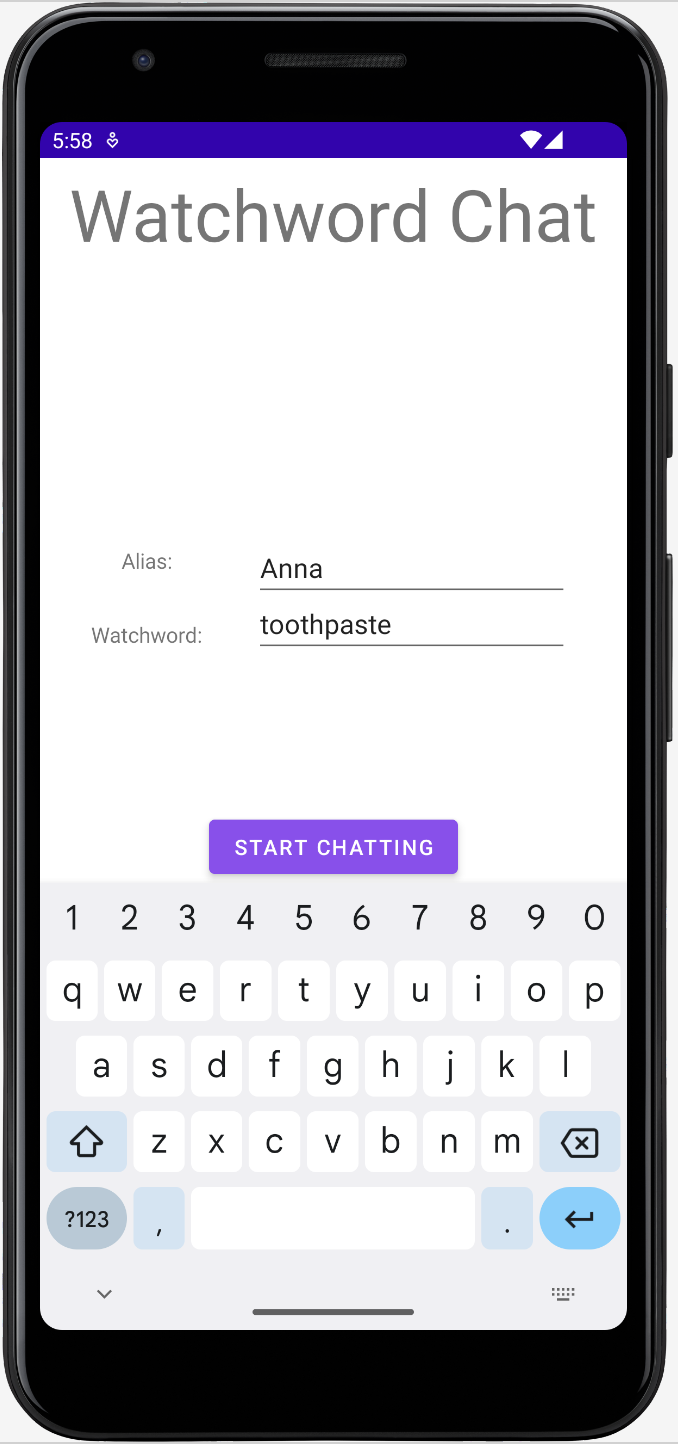 5:58
Watchword Chat
Alias: Anna
Watchword: toothpaste
START CHATTING
1 2 3 4 5 6 7 8 9 0
q w e r t y u i o p
a s d f g h j k l
z x c v b n m
?123 , .